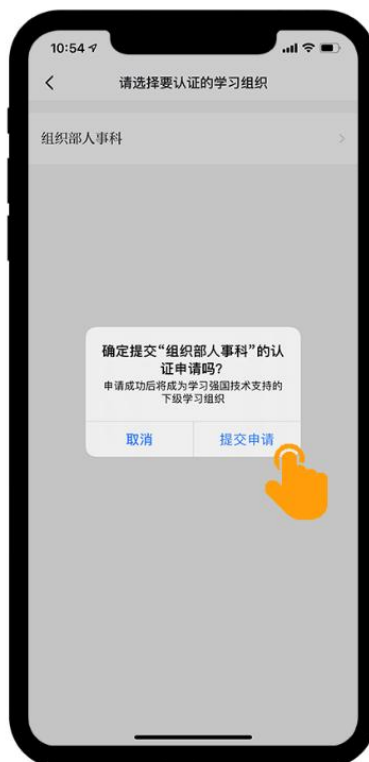 10:54
请选择要认证的学习组织
组织部人事科
确定提交“组织部人事科”的认
证申请吗？
申请成功后将成为学习强国技术支持的
下级学习组织
取消
提交申请